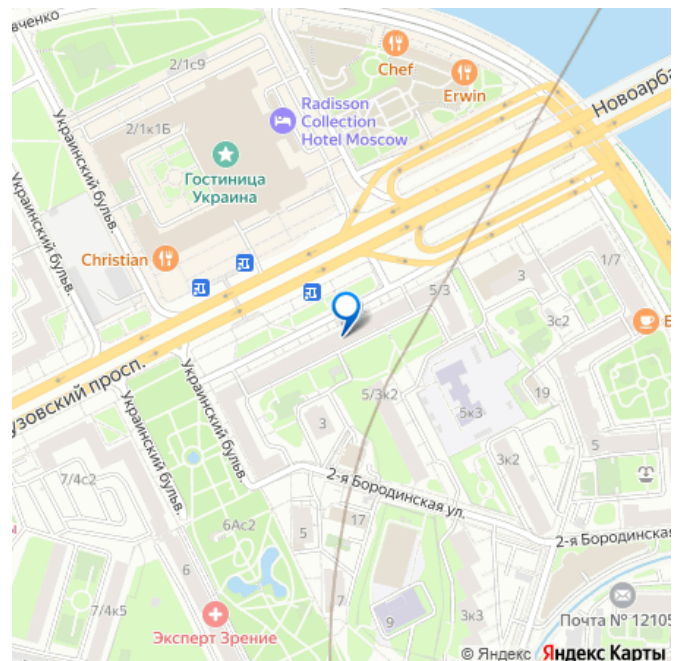 вченко
2/1с9
Chef
Erwin
Новоарба
Radisson
Collection
Hotel Moscow
2/1к1Б
Украинский бульв.
Гостиница
Украина
Украинский бульв.
Christian
1/7
3
5/3
3с2
Б
узовский просп.
Украинский бульв.
Украинский бульв.
5/3к2
5к3
19
3
3к2
5
7/4с2
2-я Бородинская ул.
6Ас2
17
5
2-я Бородинская
6
7
7/4к5
9
3к3
Почта № 12105
Эксперт Зрение
© Яндекс Яндекс Карты